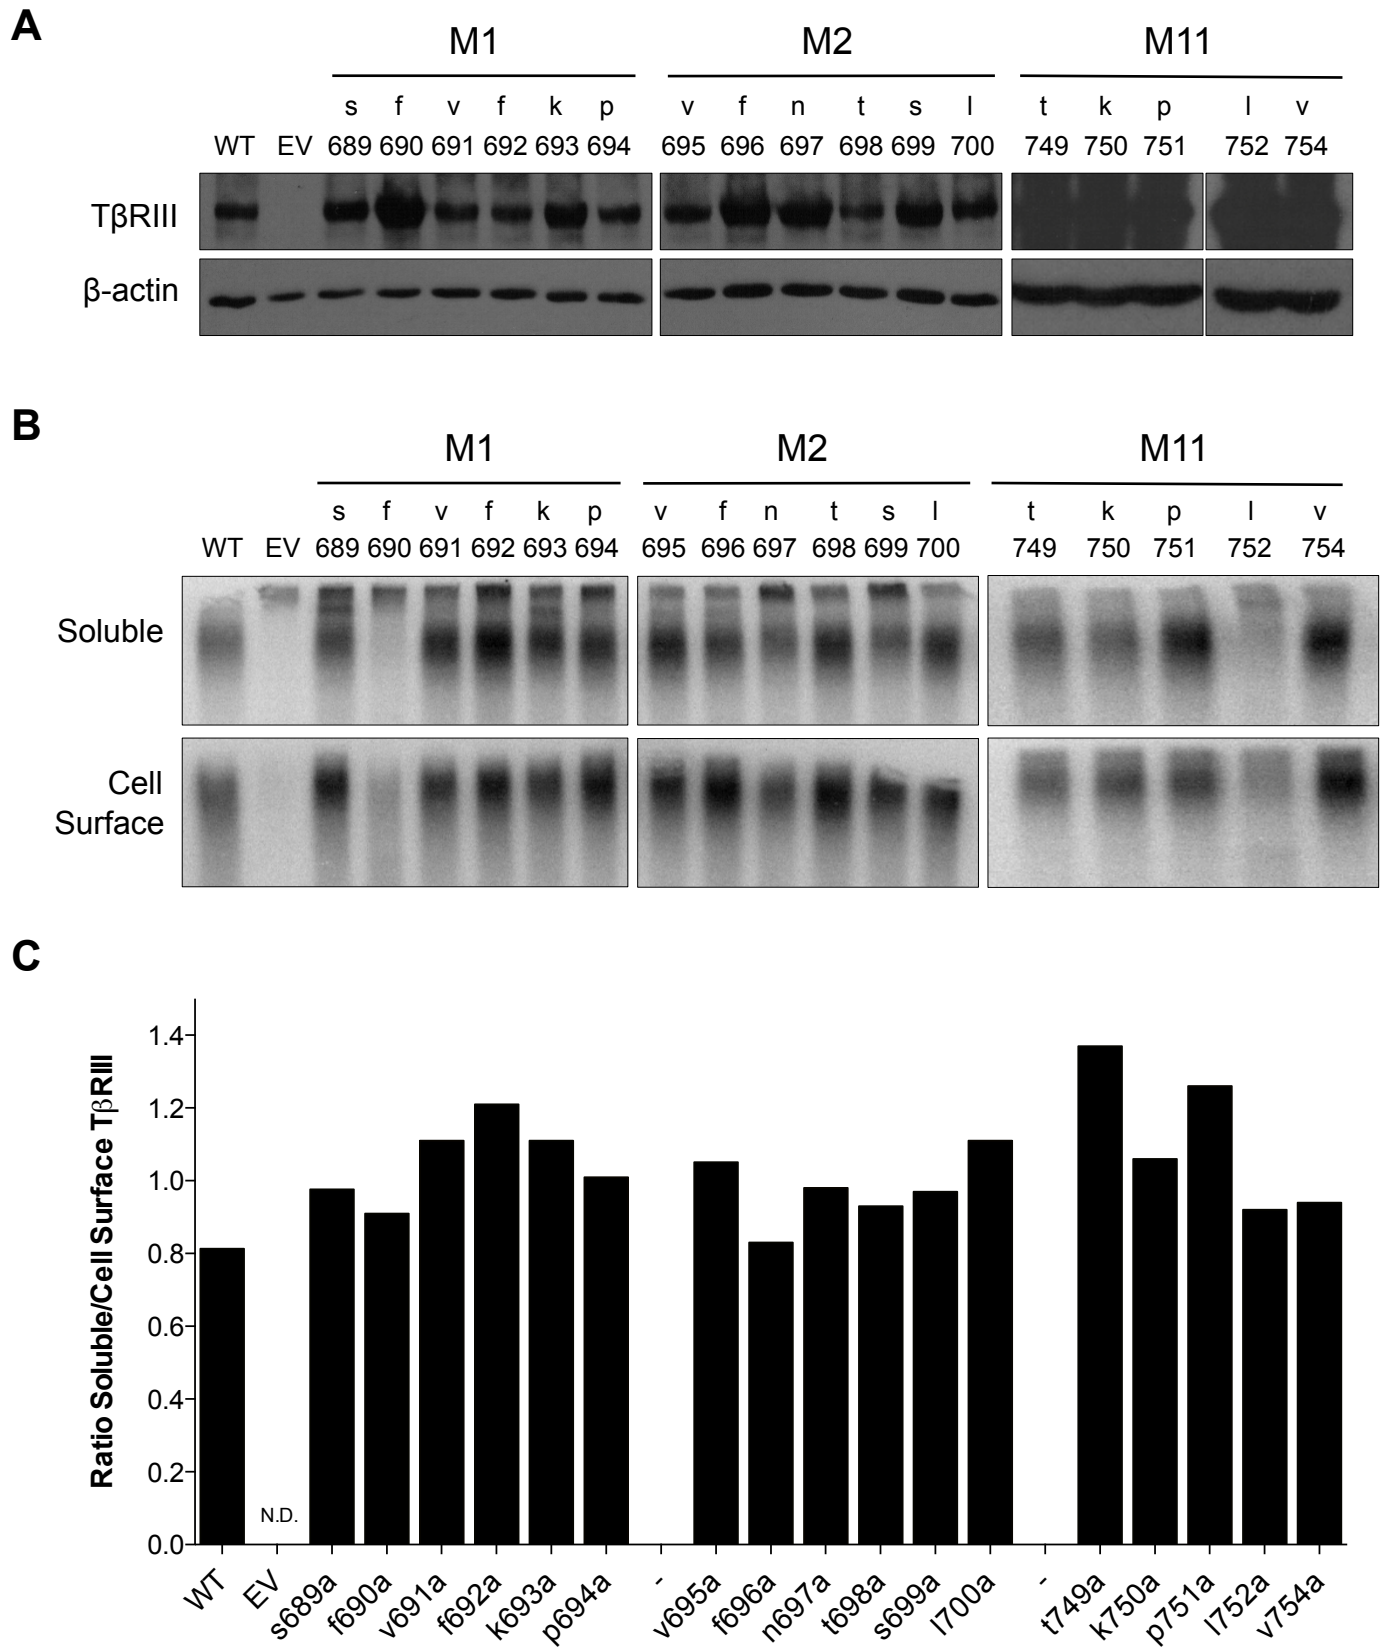 A
M1 M2 M11
s f v f k p v f n t s l t k p l v
WT EV 689 690 691 692 693 694 695 696 697 698 699 700 749 750 751 752 754
TβRIII
β-actin
B
M1 M2 M11
s f v f k p v f n t s l t k p l v
WT EV 689 690 691 692 693 694 695 696 697 698 699 700 749 750 751 752 754
Soluble
Cell
Surface
C
Ratio Soluble/Cell Surface TβRIII
1.4
1.2
1.0
0.8
0.6
0.4
0.2
0.0
N.D.
WT EV s689a f690a v691a f692a k693a p694a - v695a f696a n697a t698a s699a l700a - t749a k750a p751a l752a v754a